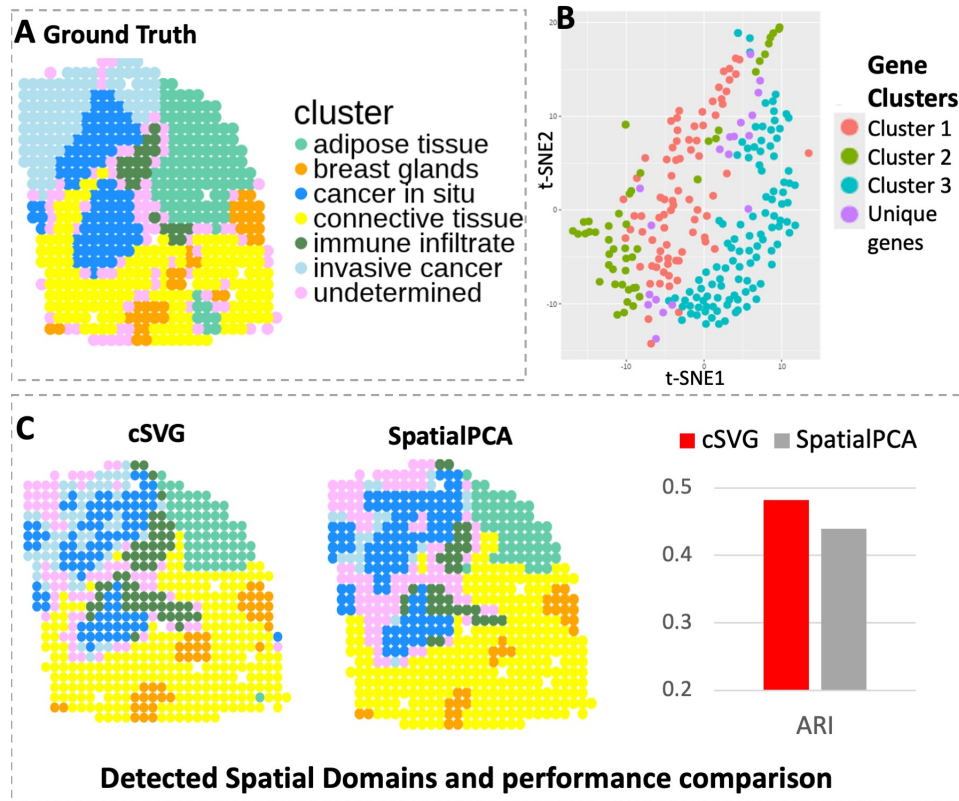 A Ground Truth
cluster
adipose tissue
breast glands
cancer in situ
connective tissue
immune infiltrate
invasive cancer
undetermined
B
20
10
0
-10
t-SNE2
-10
0
10
t-SNE1
Gene
Clusters
Cluster 1
Cluster 2
Cluster 3
Unique
genes
C
cSVG
SpatialPCA
cSVG SpatialPCA
0.5
0.4
0.3
0.2
ARI
Detected Spatial Domains and performance comparison